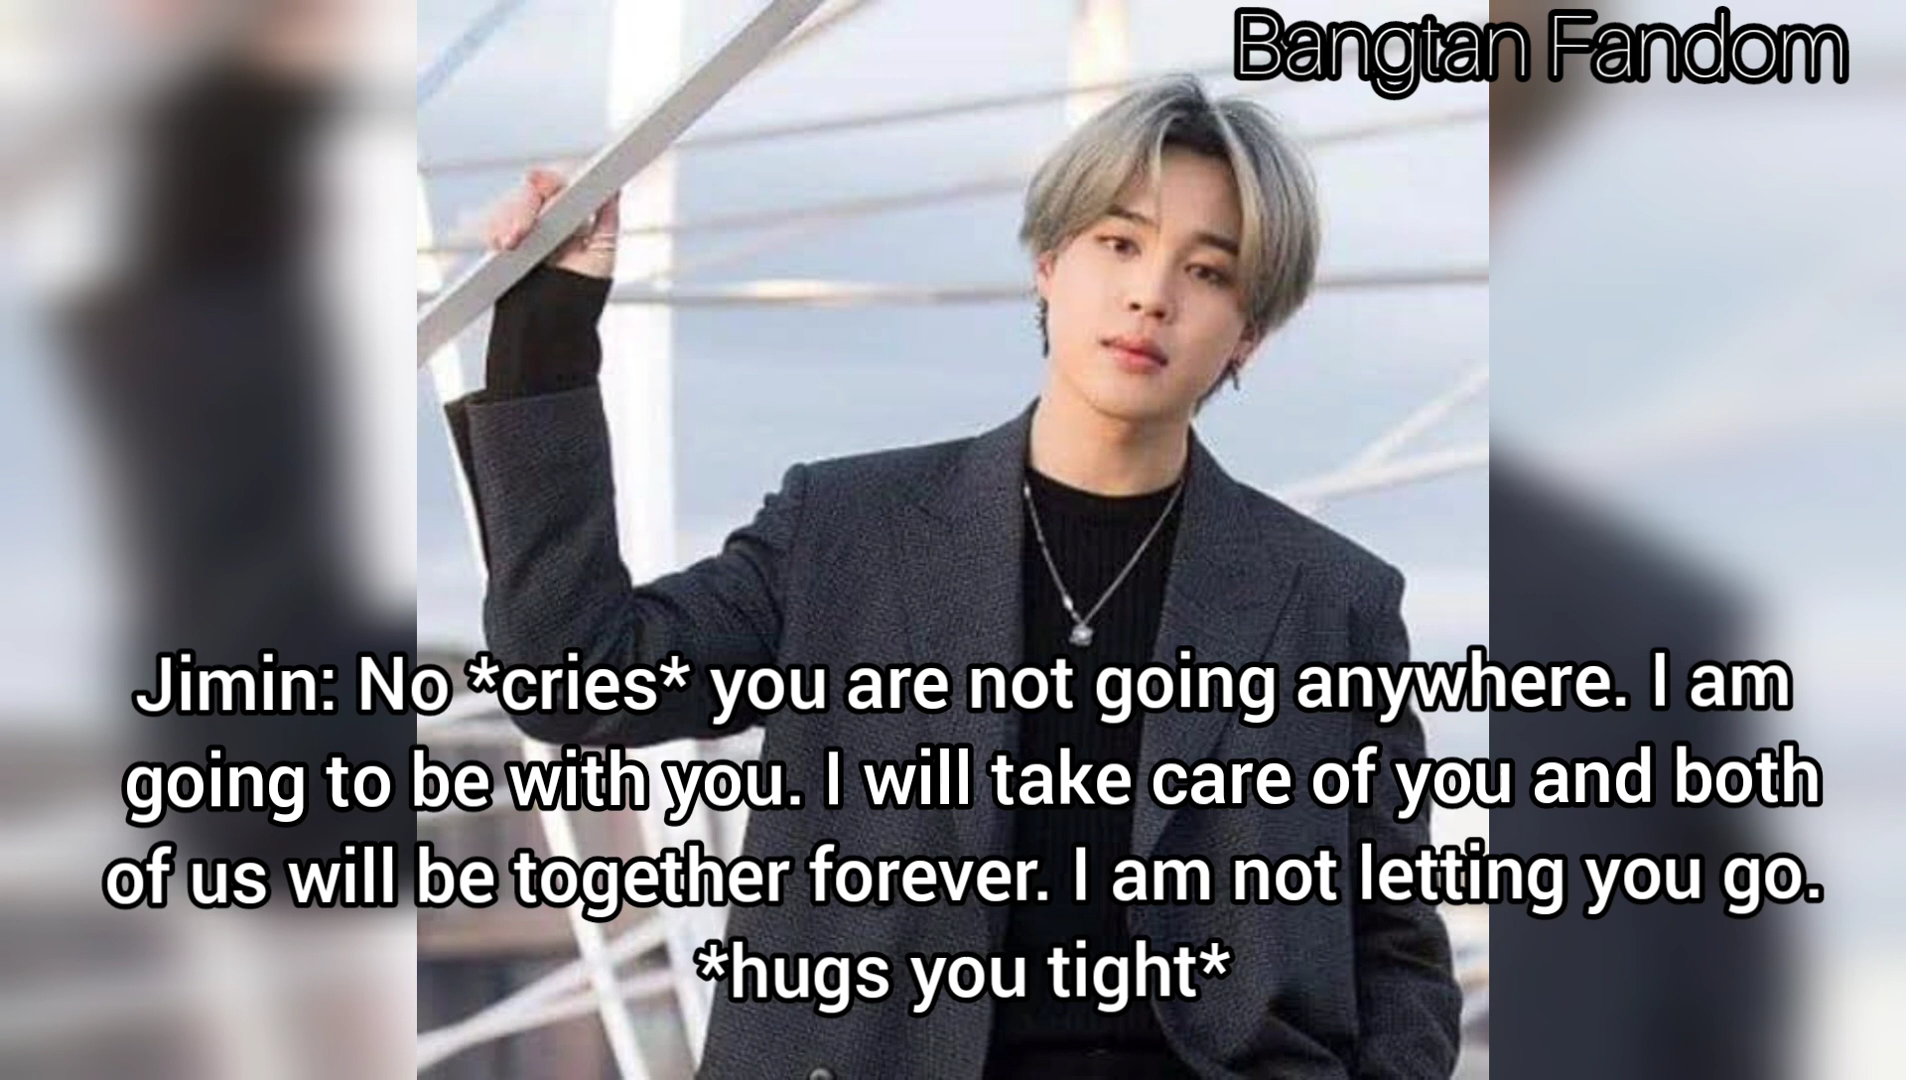 Bangtan Fandom
Jimin: No *cries* you are not going anywhere. I am
going to be with you. I will take care of you and both
of us will be together forever. I am not letting you go.
*hugs you tight*